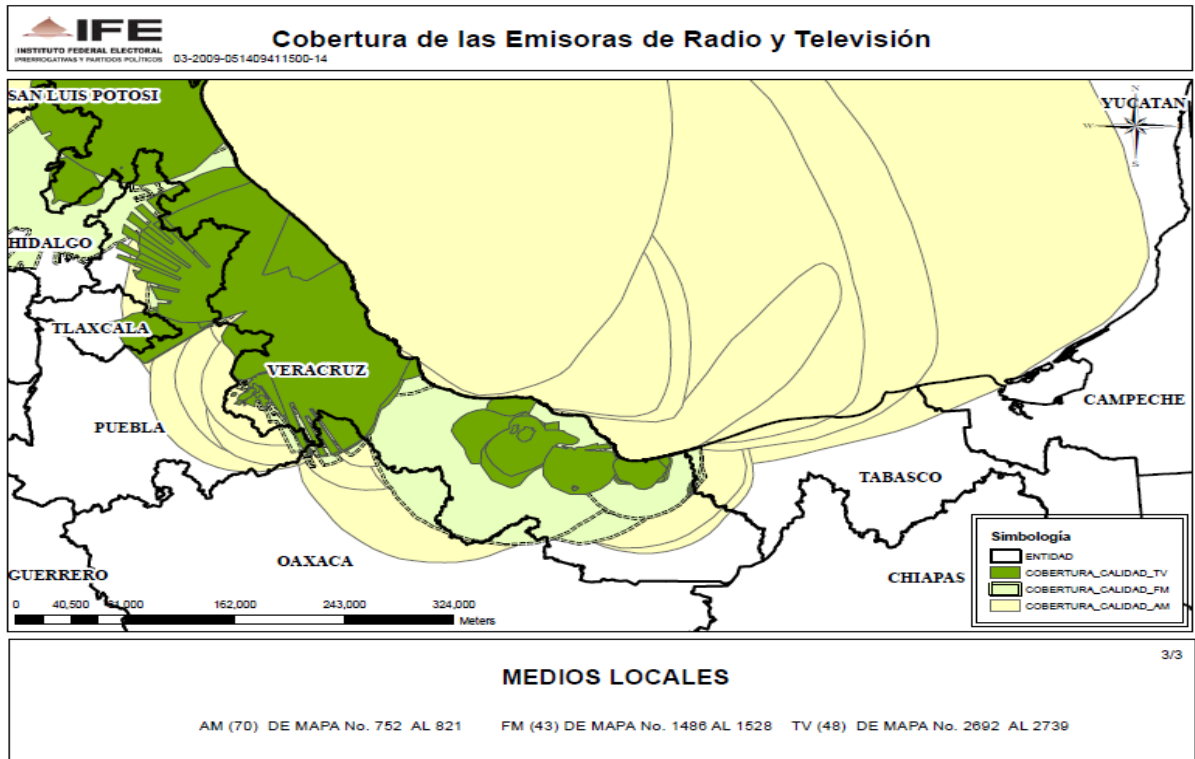 IFE
INSTITUTO FEDERAL ELECTORAL
PRERROGATIVAS Y PARTIDOS POLÍTICOS
03-2009-051409411500-14
Cobertura de las Emisoras de Radio y Televisión
SAN LUIS POTOSI
YUCATAN
N
W
S
HIDALGO
TLAXCALA
VERACRUZ
PUEBLA
CAMPECHE
TABASCO
OAXACA
GUERRERO
CHIAPAS
Simbología
ENTIDAD
COBERTURA_CALIDAD_TV
COBERTURA_CALIDAD_FM
COBERTURA_CALIDAD_AM
0 40,500 81,000 162,000 243,000 324,000
Meters
3/3
MEDIOS LOCALES
AM (70) DE MAPA No. 752 AL 821 FM (43) DE MAPA No. 1486 AL 1528 TV (48) DE MAPA No. 2692 AL 2739